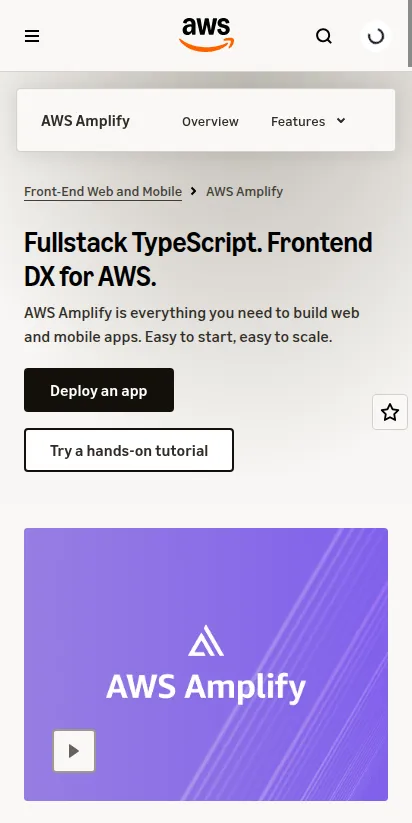 aws
AWS Amplify Overview Features
Front-End Web and Mobile AWS Amplify
Fullstack TypeScript. Frontend
DX for AWS.
AWS Amplify is everything you need to build web
and mobile apps. Easy to start, easy to scale.
Deploy an app
Try a hands-on tutorial
AWS Amplify